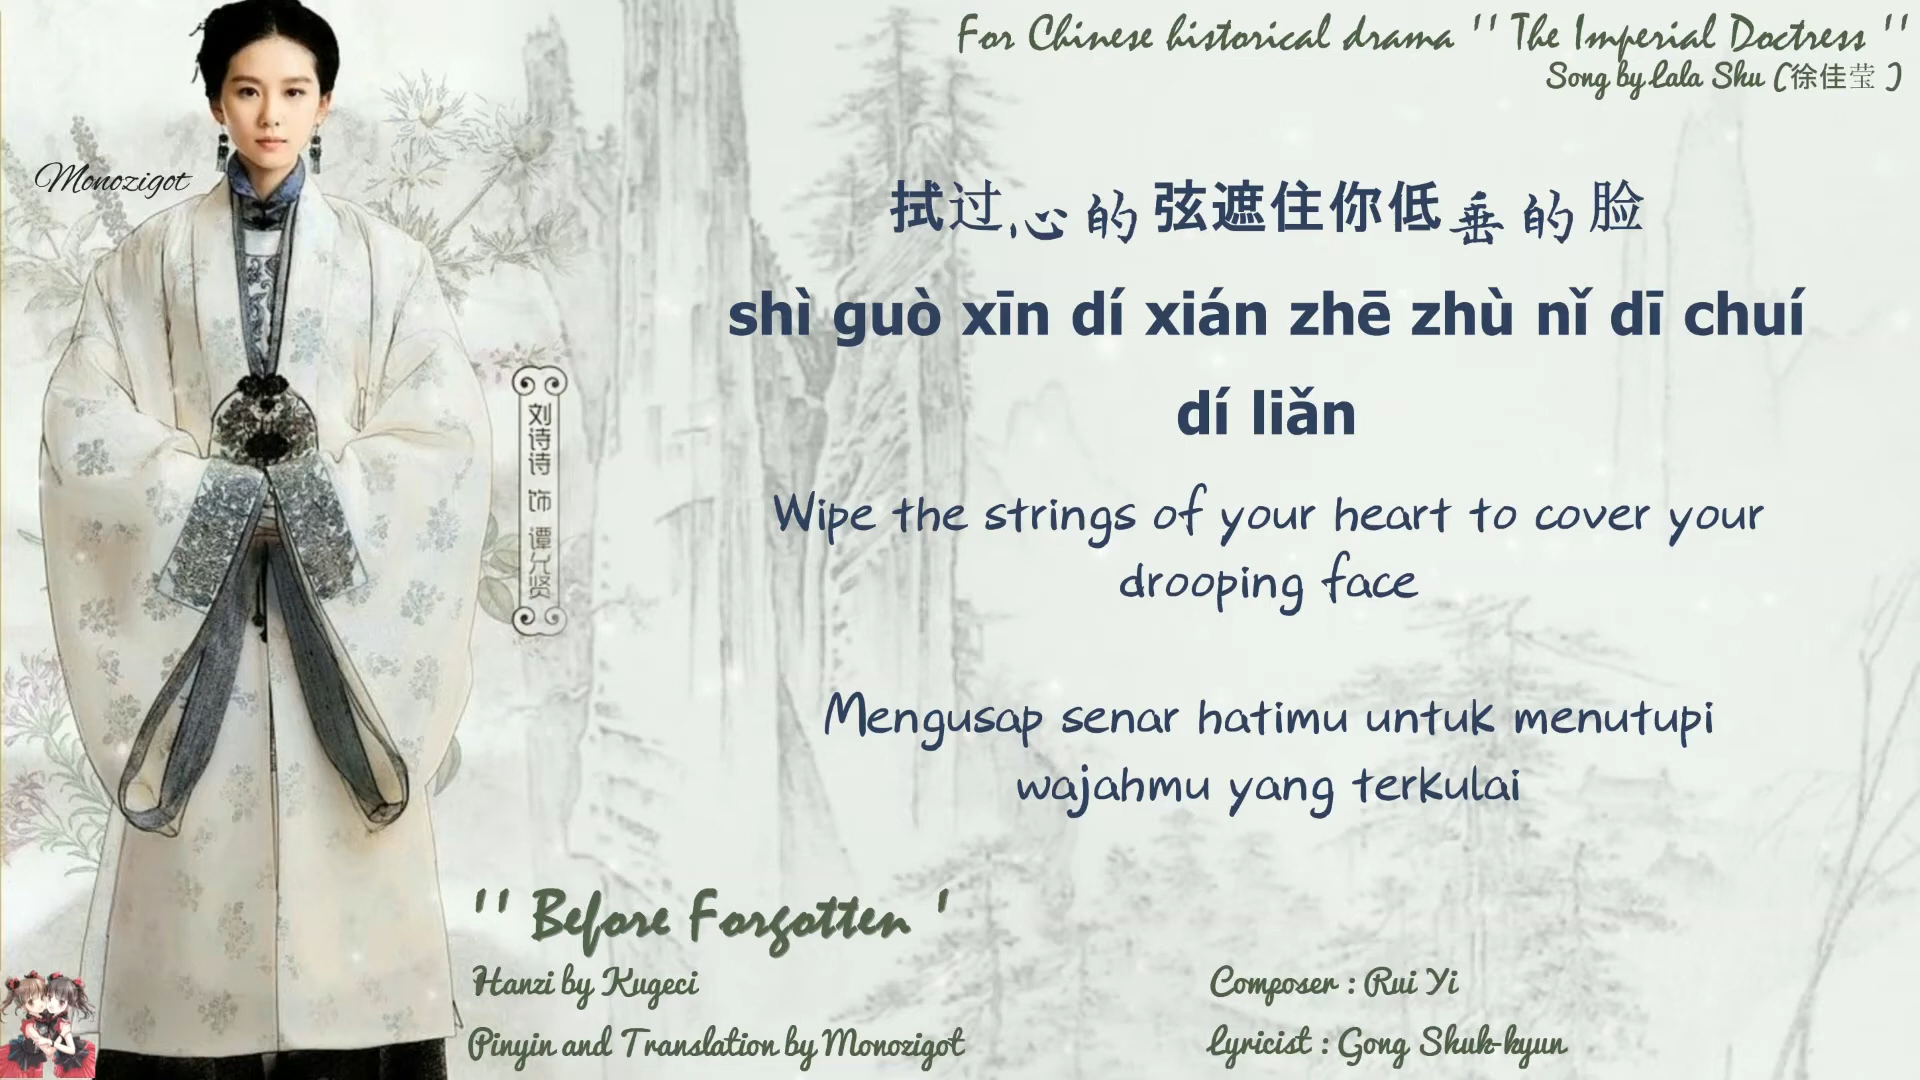 For Chinese historical drama '' The Imperial Doctress ''
Song by Lala Shu (徐佳莹 )
Monozigot
拭过心的弦遮住你低垂的脸
shì guò xīn dí xián zhē zhù nǐ dī chuí
dí liǎn
Wipe the strings of your heart to cover your
drooping face
Mengusap senar hatimu untuk menutupi
wajahmu yang terkulai
刘诗诗 饰 谭允贤
'' Before Forgotten '
Hanzi by Kugeci
Pinyin and Translation by Monozigot
Composer : Rui Yi
Lyricist : Gong Shuk-kyun